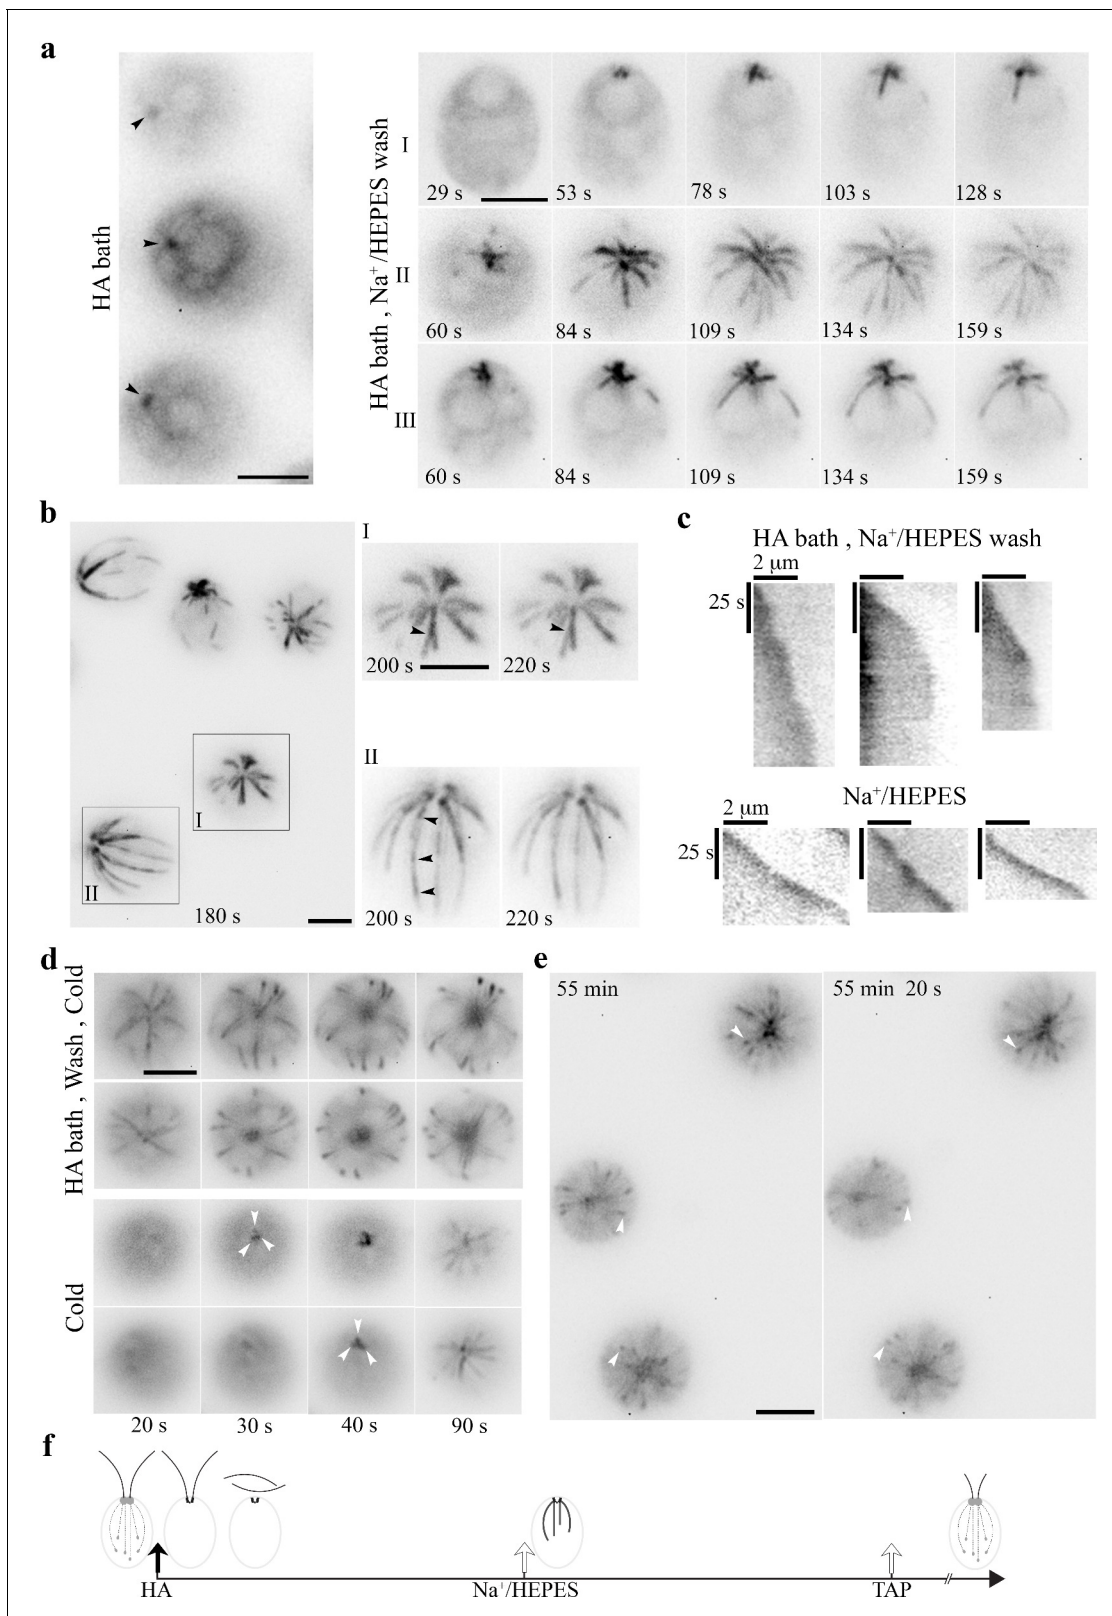 a
HA bath
HA bath , Na⁺/HEPES wash
I
29 s
53 s
78 s
103 s
128 s
II
60 s
84 s
109 s
134 s
159 s
III
60 s
84 s
109 s
134 s
159 s
b
I
II
180 s
I
200 s
220 s
II
200 s
220 s
c
HA bath , Na⁺/HEPES wash
2 μm
25 s
Na⁺/HEPES
2 μm
25 s
d
HA bath , Wash , Cold
Cold
20 s
30 s
40 s
90 s
e
55 min
55 min 20 s
f
HA
Na⁺/HEPES
TAP